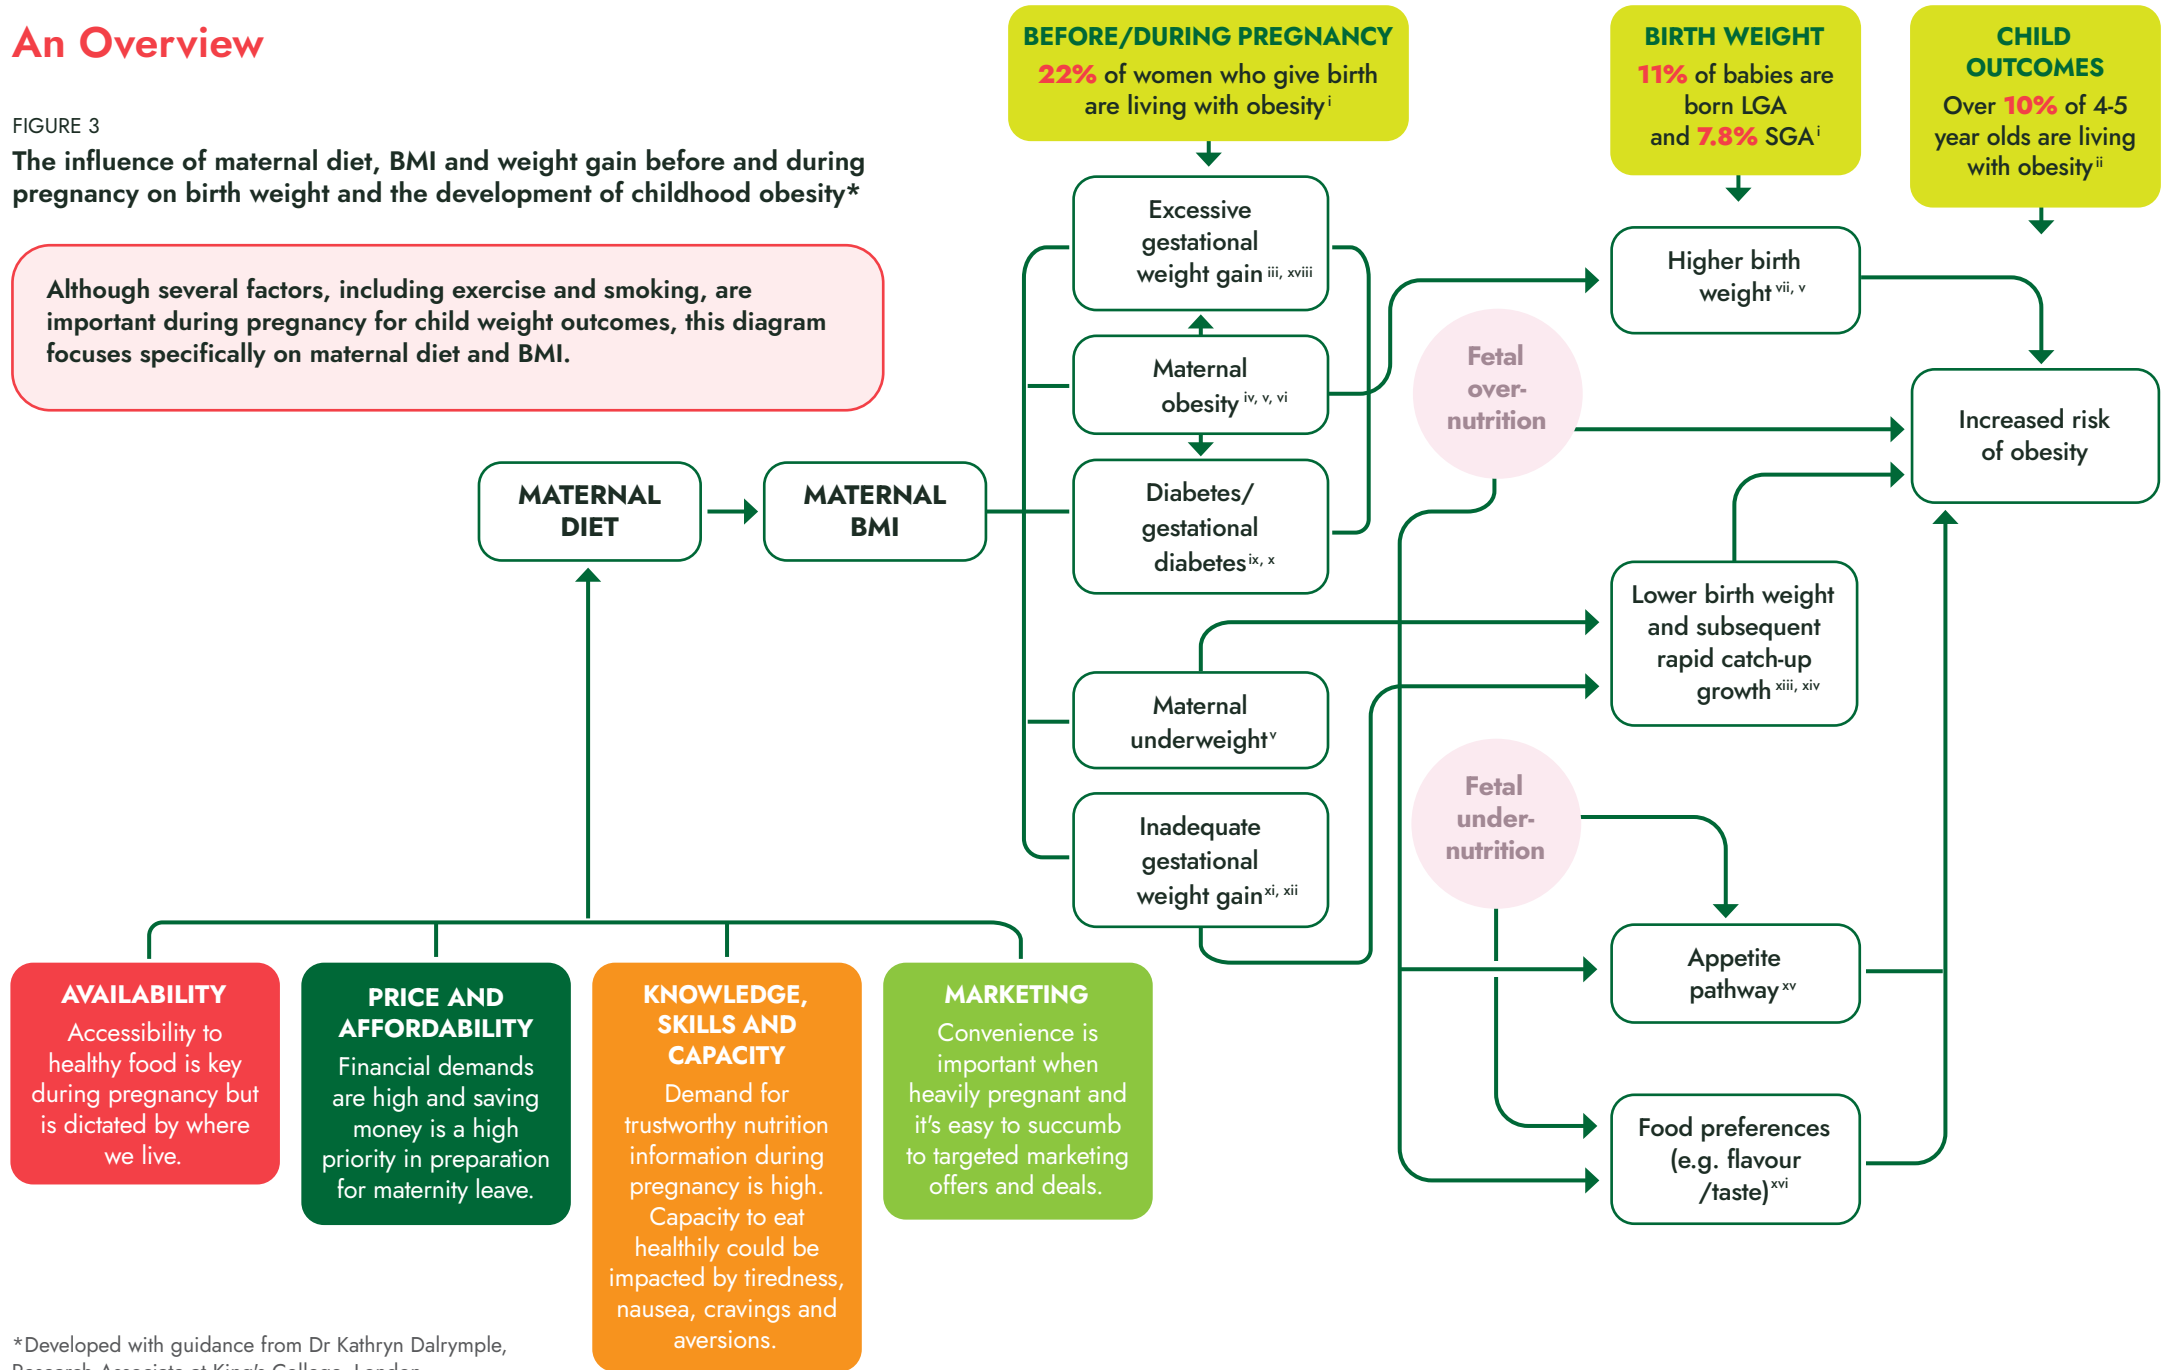 An Overview
FIGURE 3
The influence of maternal diet, BMI and weight gain before and during
pregnancy on birth weight and the development of childhood obesity*
Although several factors, including exercise and smoking, are
important during pregnancy for child weight outcomes, this diagram
focuses specifically on maternal diet and BMI.
BEFORE/DURING PREGNANCY
22% of women who give birth
are living with obesity i
BIRTH WEIGHT
11% of babies are
born LGA
and 7.8% SGA i
CHILD
OUTCOMES
Over 10% of 4-5
year olds are living
with obesity ii
MATERNAL
DIET
MATERNAL
BMI
Excessive
gestational
weight gain iii, xviii
Maternal
obesity iv, v, vi
Diabetes/
gestational
diabetes ix, x
Maternal
underweight v
Inadequate
gestational
weight gain xi, xii
Fetal
over-
nutrition
Fetal
under-
nutrition
Higher birth
weight vii, v
Lower birth weight
and subsequent
rapid catch-up
growth xiii, xiv
Appetite
pathway xv
Food preferences
(e.g. flavour
/taste) xvi
Increased risk
of obesity
AVAILABILITY
Accessibility to
healthy food is key
during pregnancy but
is dictated by where
we live.
PRICE AND
AFFORDABILITY
Financial demands
are high and saving
money is a high
priority in preparation
for maternity leave.
KNOWLEDGE,
SKILLS AND
CAPACITY
Demand for
trustworthy nutrition
information during
pregnancy is high.
Capacity to eat
healthily could be
impacted by tiredness,
nausea, cravings and
aversions.
MARKETING
Convenience is
important when
heavily pregnant and
it's easy to succumb
to targeted marketing
offers and deals.
*Developed with guidance from Dr Kathryn Dalrymple,
Research Associate at King's College, London